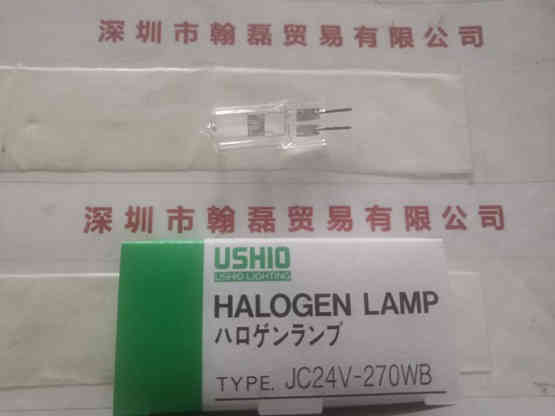 深圳市翰磊贸易有限公司
深圳市翰磊贸易有限公司
USHIO
USHIO LIGHTING
HALOGEN LAMP
ハロゲンランプ
TYPE. JC24V-270WB